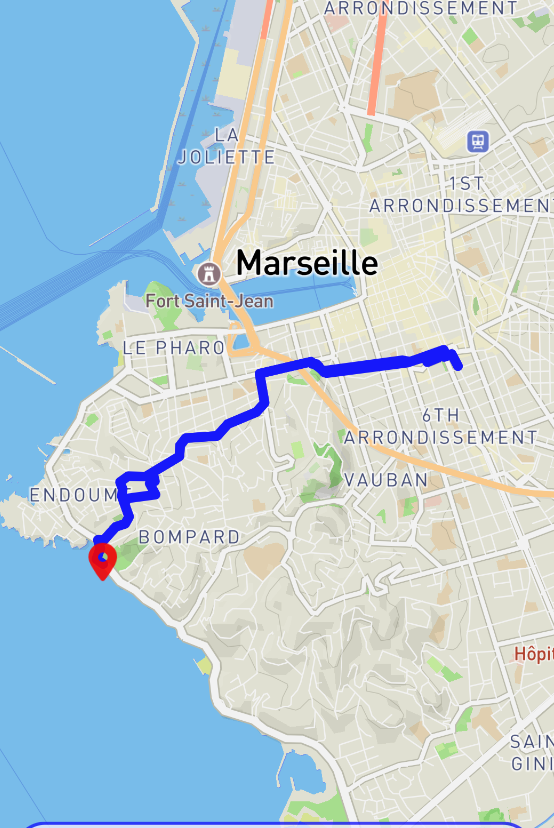 ARRONDISSEMENT
LA
JOLIETTE
1ST
ARRONDISSEMENT
Marseille
Fort Saint-Jean
LE PHARO
6TH
ARRONDISSEMENT
VAUBAN
ENDOUME
BOMPARD
Hôpit
SAIN
GINI